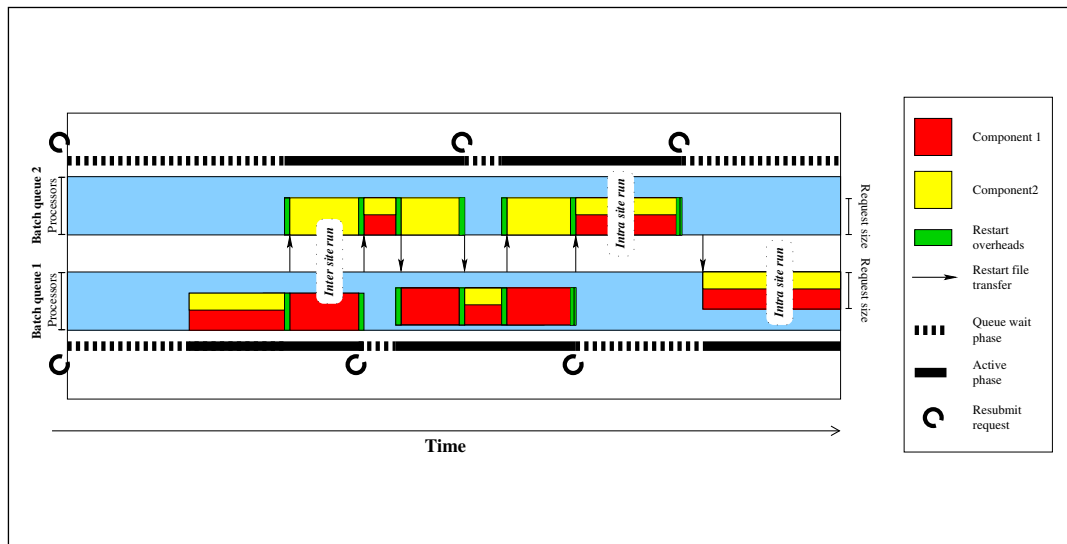 Batch queue 2
Processors
Batch queue 1
Processors
Inter site run
Intra site run
Intra site run
Request size
Request size
Time
Component 1
Component2
Restart
overheads
Restart file
transfer
Queue wait
phase
Active
phase
Resubmit
request